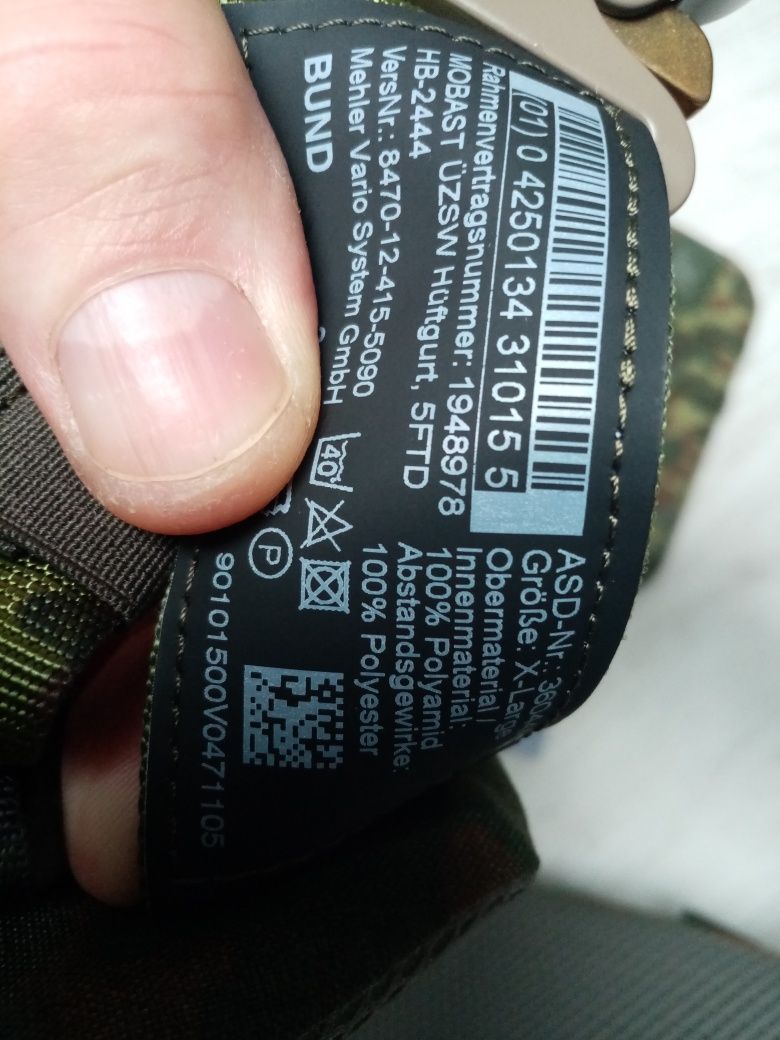 (01) 0 4250134 31015 5
Rahmenvertragsnummer: 1948978
MOBAST ÜZSW Hüftgurt, 5FTD
HB-2444
VersNr.: 8470-12-415-5090
Mehler Vario System GmbH
BUND
40
P
ASD-Nr.:
Größe: X-Large
Obermaterial /
Innenmaterial:
100% Polyamid
Abstandsgewirke:
100% Polyester
90101500V0471105